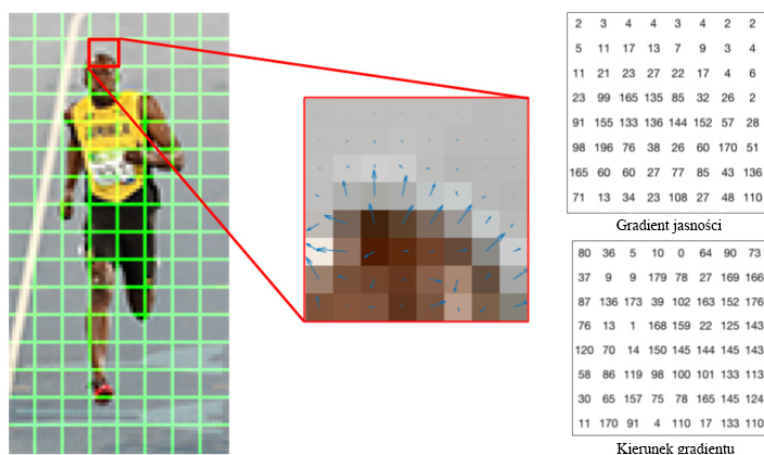 2 3 4 4 3 4 2 2
5 11 17 13 7 9 3 4
11 21 23 27 22 17 4 6
23 99 165 135 85 32 26 2
91 155 133 136 144 152 57 28
98 196 76 38 26 60 170 51
165 60 60 27 77 85 43 136
71 13 34 23 108 27 48 110
Gradient jasności
80 36 5 10 0 64 90 73
37 9 9 179 78 27 169 166
87 136 173 39 102 163 152 176
76 13 1 168 159 22 125 143
120 70 14 150 145 144 145 143
58 86 119 98 100 101 133 113
30 65 157 75 78 165 145 124
11 170 91 4 110 17 133 110
Kierunek gradientu